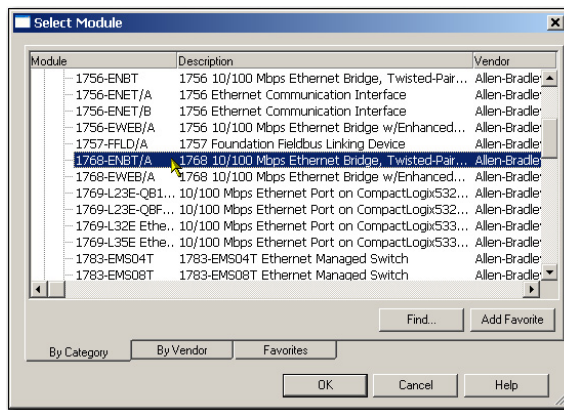 Select Module
Module Description Vendor
1756-ENBT 1756 10/100 Mbps Ethernet Bridge, Twisted-Pair... Allen-Bradley
1756-ENET/A 1756 Ethernet Communication Interface Allen-Bradley
1756-ENET/B 1756 Ethernet Communication Interface Allen-Bradley
1756-EWEB/A 1756 10/100 Mbps Ethernet Bridge w/Enhanced... Allen-Bradley
1757-FFLD/A 1757 Foundation Fieldbus Linking Device Allen-Bradley
1768-ENBT/A 1768 10/100 Mbps Ethernet Bridge, Twisted-Pair... Allen-Bradley
1768-EWEB/A 1768 10/100 Mbps Ethernet Bridge w/Enhanced... Allen-Bradley
1769-L23E-QB1... 10/100 Mbps Ethernet Port on CompactLogix532... Allen-Bradley
1769-L23E-QBF... 10/100 Mbps Ethernet Port on CompactLogix532... Allen-Bradley
1769-L32E Ethe... 10/100 Mbps Ethernet Port on CompactLogix533... Allen-Bradley
1769-L35E Ethe... 10/100 Mbps Ethernet Port on CompactLogix533... Allen-Bradley
1783-EMS04T 1783-EMS04T Ethernet Managed Switch Allen-Bradley
1783-EMS08T 1783-EMS08T Ethernet Managed Switch Allen-Bradley
Find... Add Favorite
By Category By Vendor Favorites
OK Cancel Help